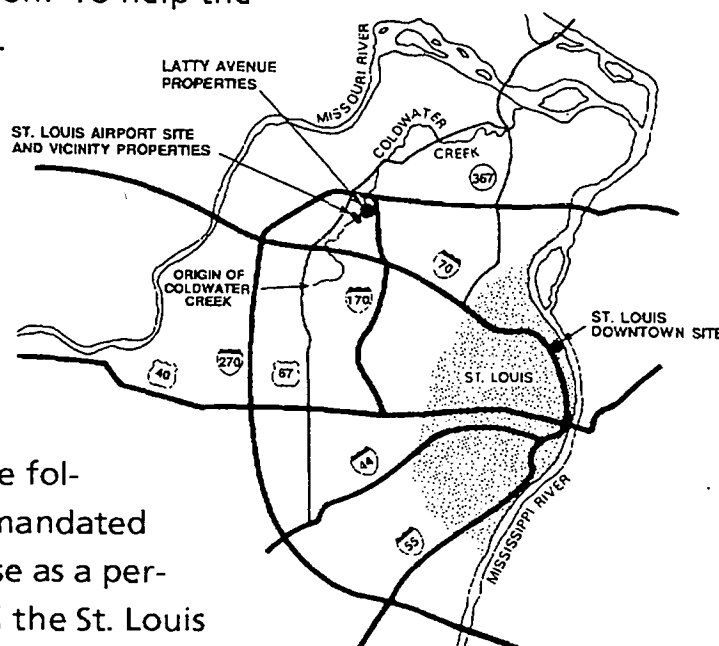 To help the
LATTY AVENUE
PROPERTIES
MISSOURI RIVER
ST. LOUIS AIRPORT SITE
AND VICINITY PROPERTIES
COLDWATER
CREEK
367
70
ORIGIN OF
COLDWATER
CREEK
170
ST. LOUIS
DOWNTOWN SITE
270
40
67
ST. LOUIS
44
e fol-
mandated
55
MISSISSIPPI RIVER
se as a per-
the St. Louis